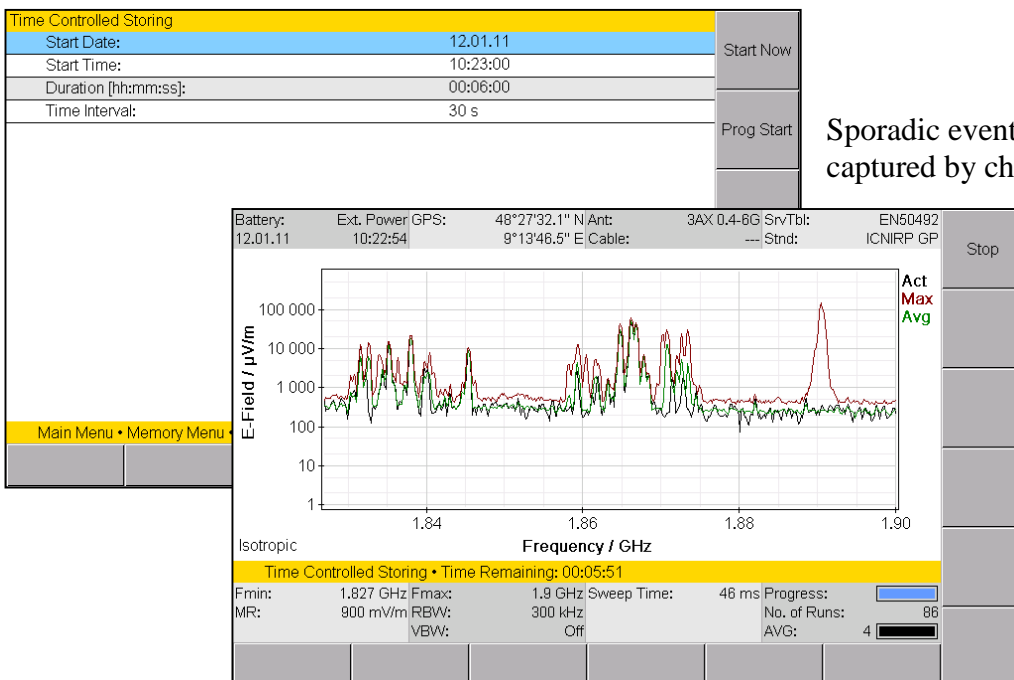 Time Controlled Storing
Start Date: 12.01.11
Start Time: 10:23:00
Duration [hh:mm:ss]: 00:06:00
Time Interval: 30 s
Start Now
Prog Start
Main Menu • Memory Menu •
Sporadic event
captured by ch
Battery: Ext. Power GPS: 48°27'32.1" N Ant: 3AX 0.4-6G SrvTbl: EN50492
12.01.11 10:22:54 9°13'46.5" E Cable: --- Stnd: ICNIRP GP
Stop
Act
Max
Avg
E-Field / µV/m
100 000
10 000
1 000
100
10
1
1.84 1.86 1.88 1.90
Isotropic Frequency / GHz
Time Controlled Storing • Time Remaining: 00:05:51
Fmin: 1.827 GHz Fmax: 1.9 GHz Sweep Time: 46 ms Progress:
MR: 900 mV/m RBW: 300 kHz No. of Runs: 86
VBW: Off AVG: 4